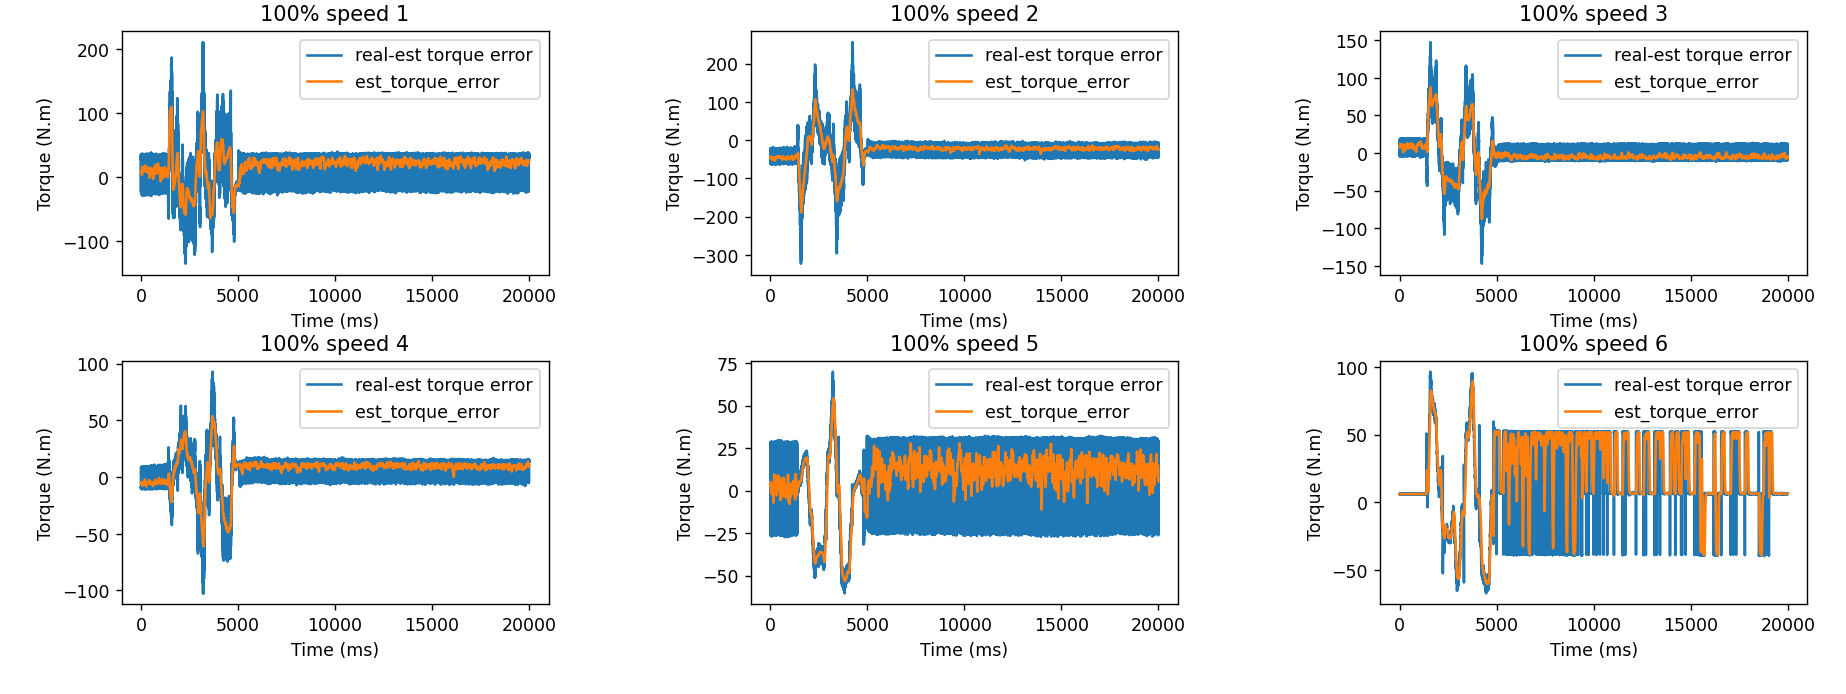 100% speed 1
200
100
0
−100
Torque (N.m)
real-est torque error
est_torque_error
0
5000
10000
15000
20000
Time (ms)
100% speed 2
200
100
0
−100
−200
−300
Torque (N.m)
real-est torque error
est_torque_error
0
5000
10000
15000
20000
Time (ms)
100% speed 3
150
100
50
0
−50
−100
−150
Torque (N.m)
real-est torque error
est_torque_error
0
5000
10000
15000
20000
Time (ms)
100% speed 4
100
50
0
−50
−100
Torque (N.m)
real-est torque error
est_torque_error
0
5000
10000
15000
20000
Time (ms)
100% speed 5
75
50
25
0
−25
−50
Torque (N.m)
real-est torque error
est_torque_error
0
5000
10000
15000
20000
Time (ms)
100% speed 6
100
50
0
−50
Torque (N.m)
real-est torque error
est_torque_error
0
5000
10000
15000
20000
Time (ms)